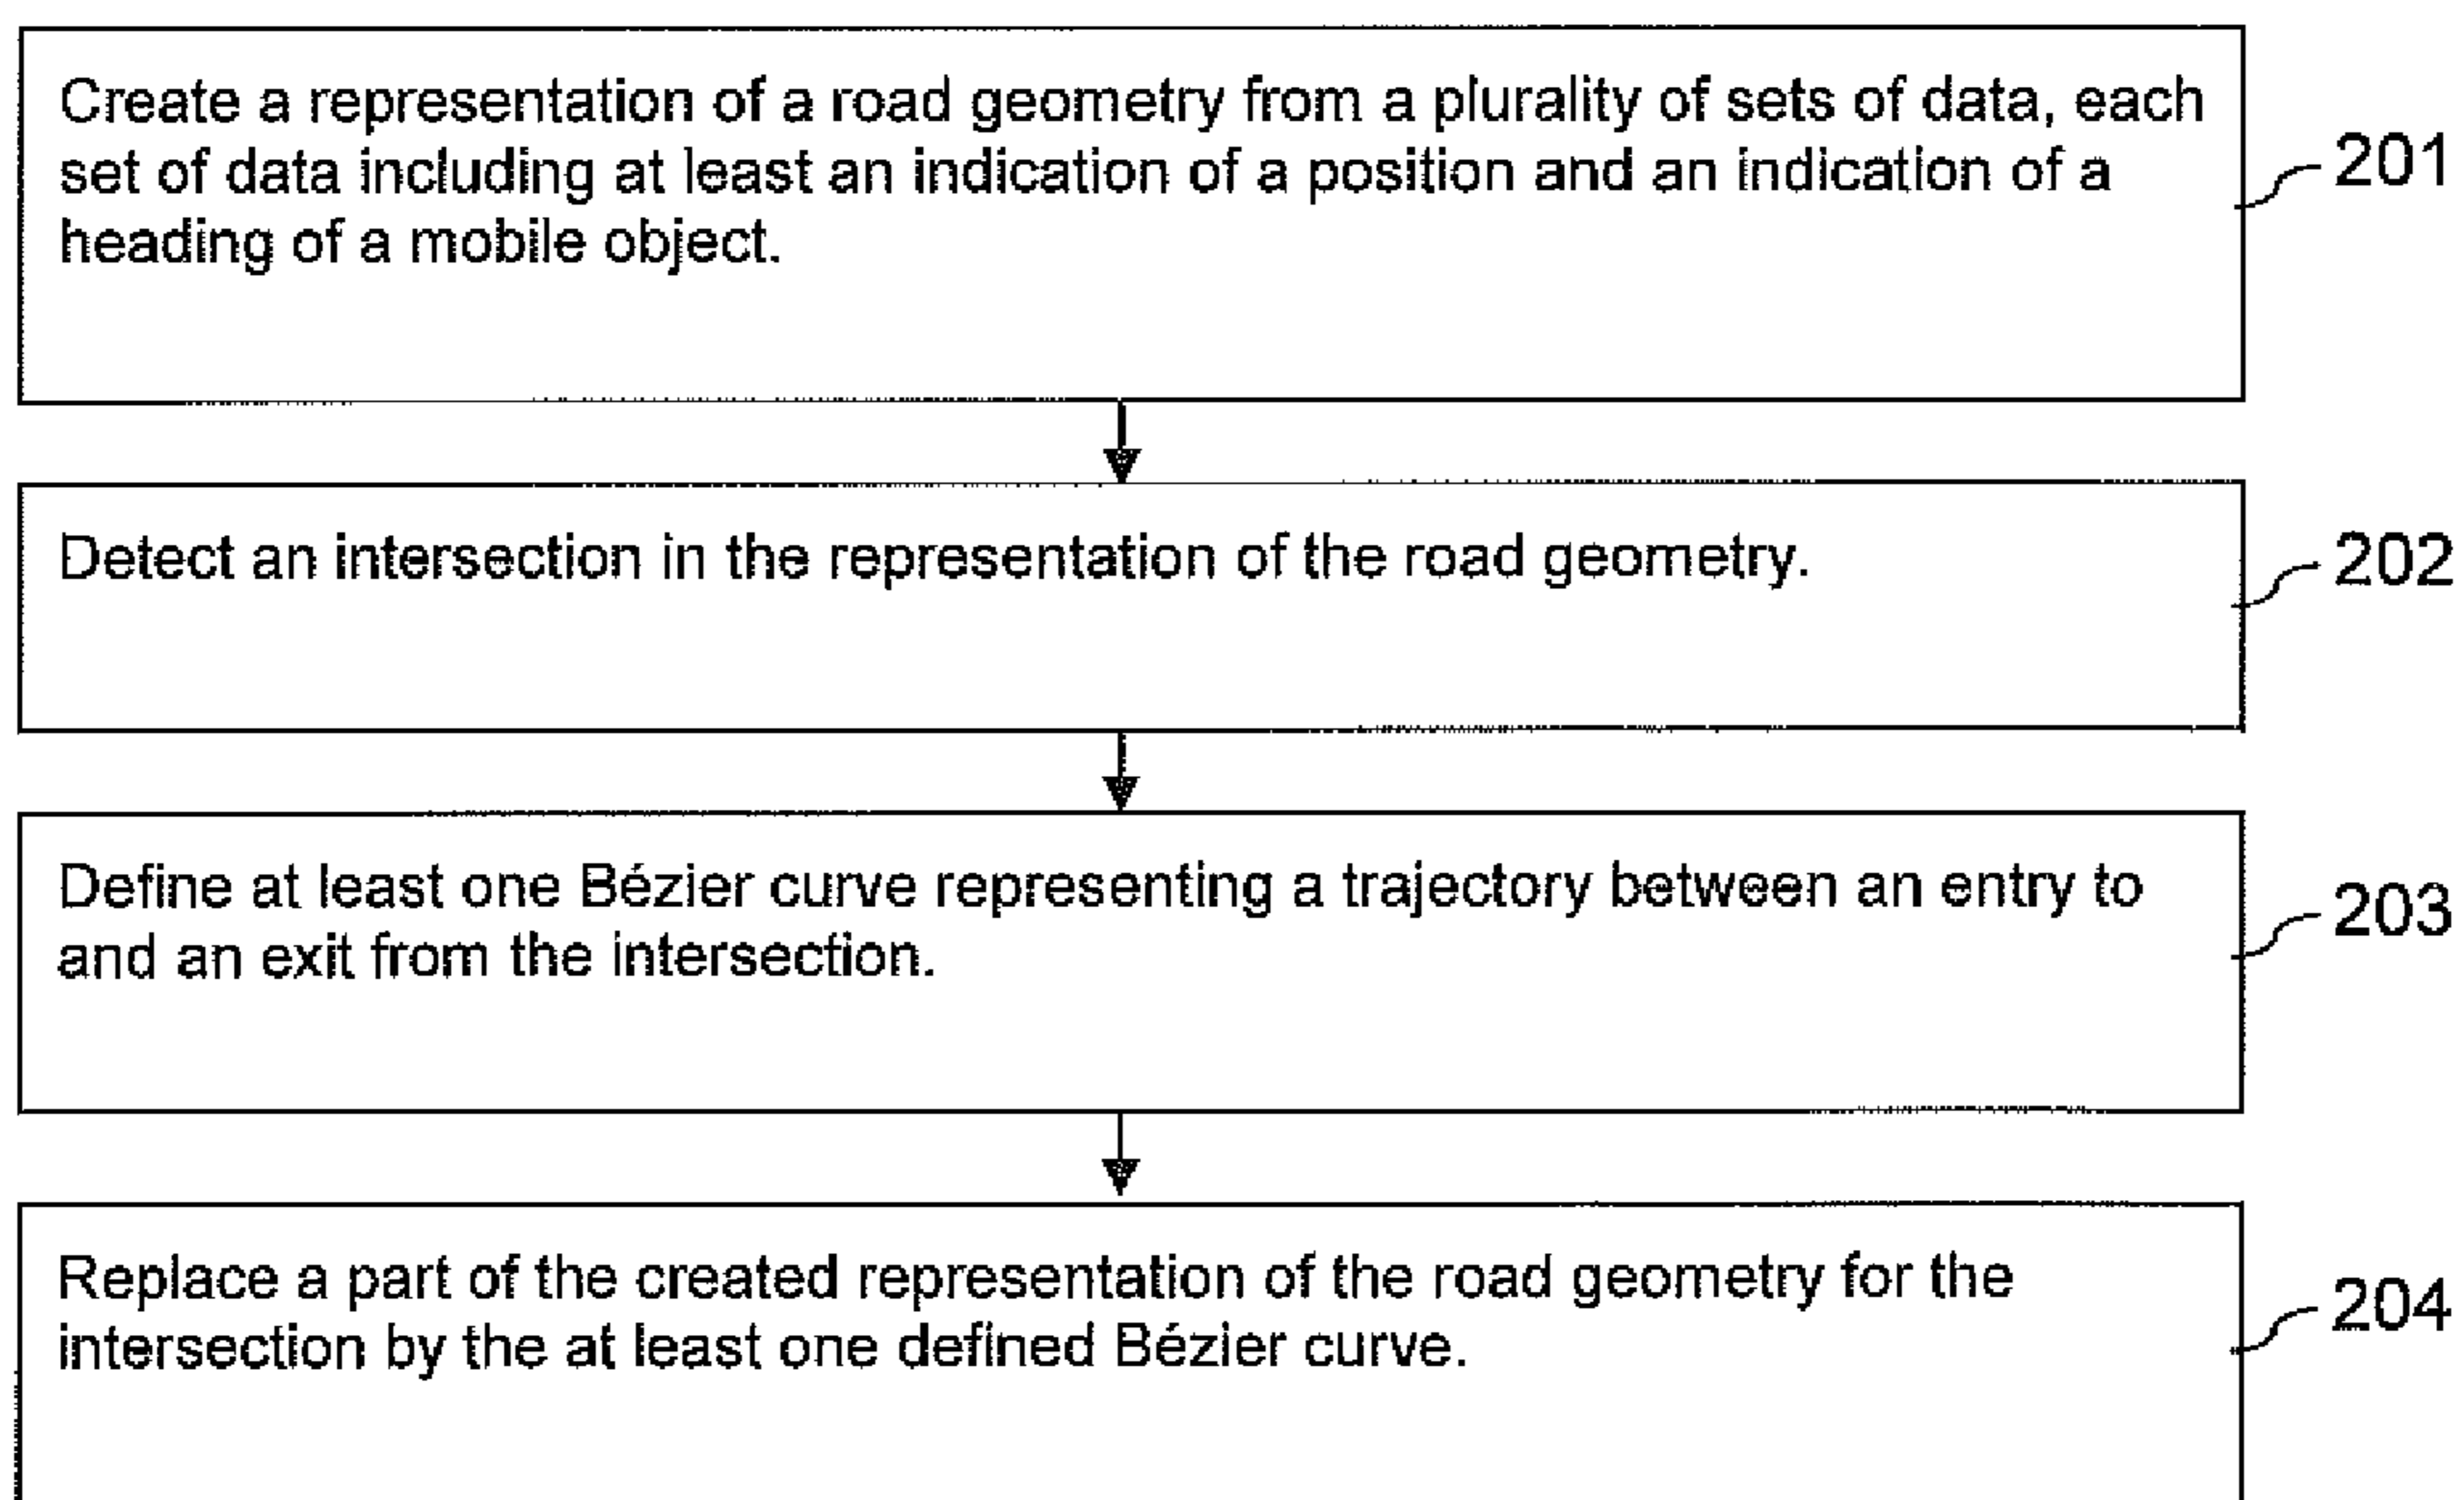 Create a representation of a road geometry from a plurality of sets of data, each
set of data including at least an indication of a position and an indication of a
heading of a mobile object.
201
Detect an intersection in the representation of the road geometry.
202
Define at least one Bézier curve representing a trajectory between an entry to
and an exit from the intersection.
203
Replace a part of the created representation of the road geometry for the
intersection by the at least one defined Bézier curve.
204